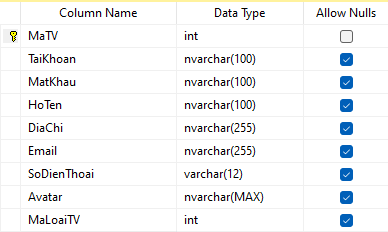 Column Name Data Type Allow Nulls
MaTV int
TaiKhoan nvarchar(100)
MatKhau nvarchar(100)
HoTen nvarchar(100)
DiaChi nvarchar(255)
Email nvarchar(255)
SoDienThoai varchar(12)
Avatar nvarchar(MAX)
MaLoaiTV int